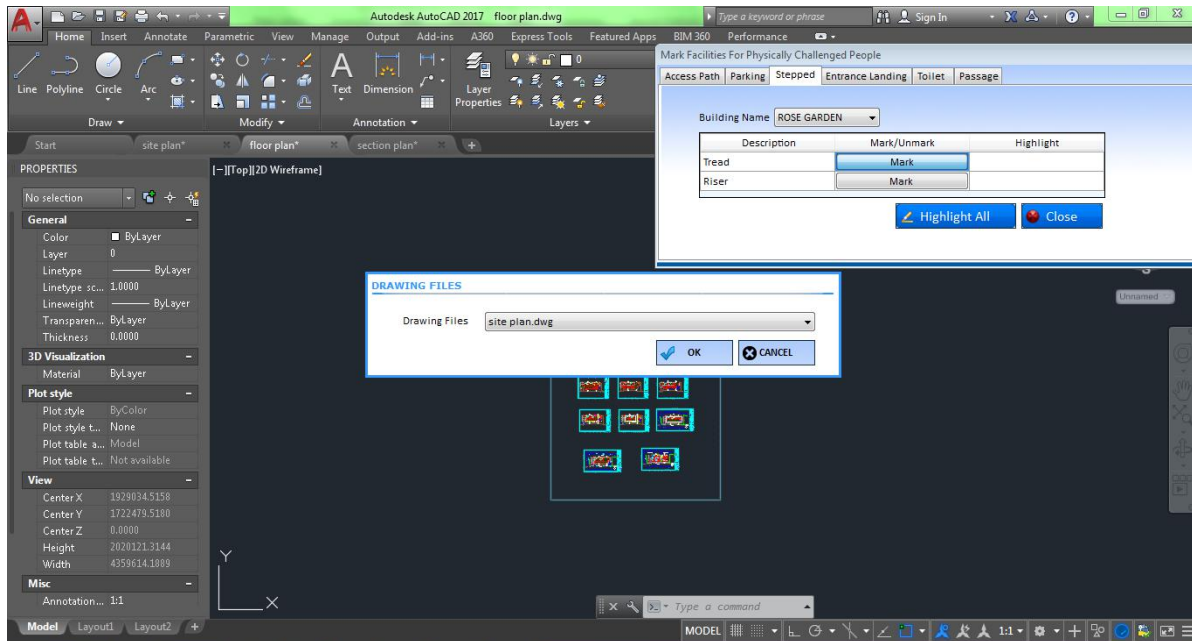 Autodesk AutoCAD 2017 floor plan.dwg
Type a keyword or phrase
Sign In
Home Insert Annotate Parametric View Manage Output Add-ins A360 Express Tools Featured Apps BIM 360 Performance
Line Polyline Circle Arc
Text Dimension
Layer Properties
0
Draw
Modify
Annotation
Layers
Start site plan* floor plan* section plan*
Mark Facilities For Physically Challenged People
Access Path Parking Stepped Entrance Landing Toilet Passage
Building Name ROSE GARDEN
Description Mark/Unmark Highlight
Tread Mark
Riser Mark
Highlight All Close
PROPERTIES
[−][Top][2D Wireframe]
No selection
General
Color ByLayer
Layer 0
Linetype ByLayer
Linetype sc... 1.0000
Lineweight ByLayer
Transparen... ByLayer
Thickness 0.0000
3D Visualization
Material ByLayer
Plot style
Plot style ByColor
Plot style t... None
Plot table a... Model
Plot table t... Not available
View
Center X 1929034.5158
Center Y 1722479.5180
Center Z 0.0000
Height 2020121.3144
Width 4359614.1889
Misc
Annotation... 1:1
DRAWING FILES
Drawing Files site plan.dwg
OK CANCEL
S
Unnamed
Y
X
Type a command
Model Layout1 Layout2 +
MODEL 1:1